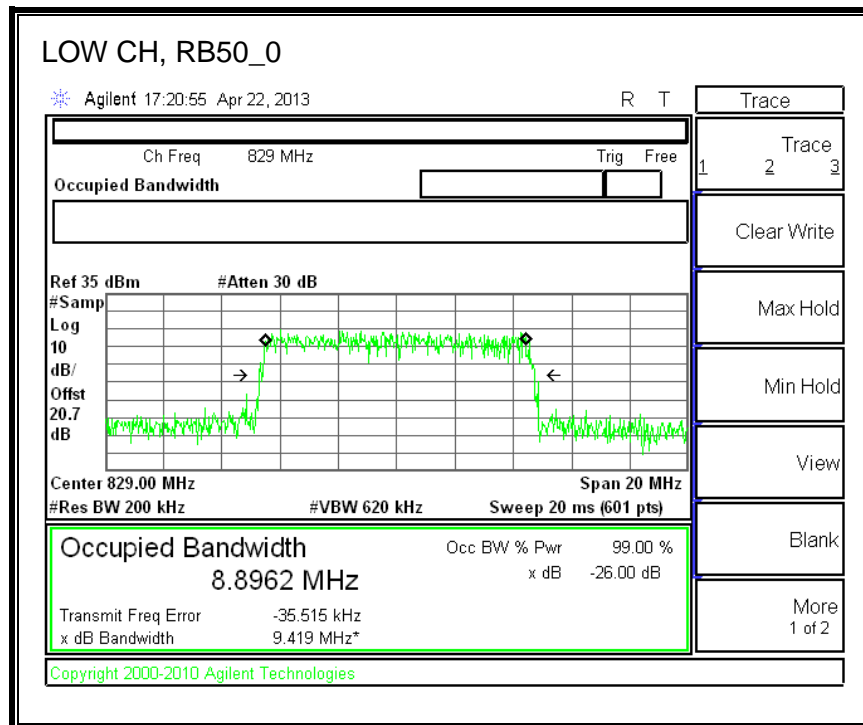 LOW CH, RB50_0
Agilent 17:20:55 Apr 22, 2013 R T
Trace
Ch Freq 829 MHz Trig Free
Occupied Bandwidth
Trace
1 2 3
Clear Write
Max Hold
Min Hold
View
Blank
More
1 of 2
Ref 35 dBm #Atten 30 dB
#Samp
Log
10
dB/
Offst
20.7
dB
Center 829.00 MHz Span 20 MHz
#Res BW 200 kHz #VBW 620 kHz Sweep 20 ms (601 pts)
Occupied Bandwidth Occ BW % Pwr 99.00 %
8.8962 MHz x dB -26.00 dB
Transmit Freq Error -35.515 kHz
x dB Bandwidth 9.419 MHz*
Copyright 2000-2010 Agilent Technologies